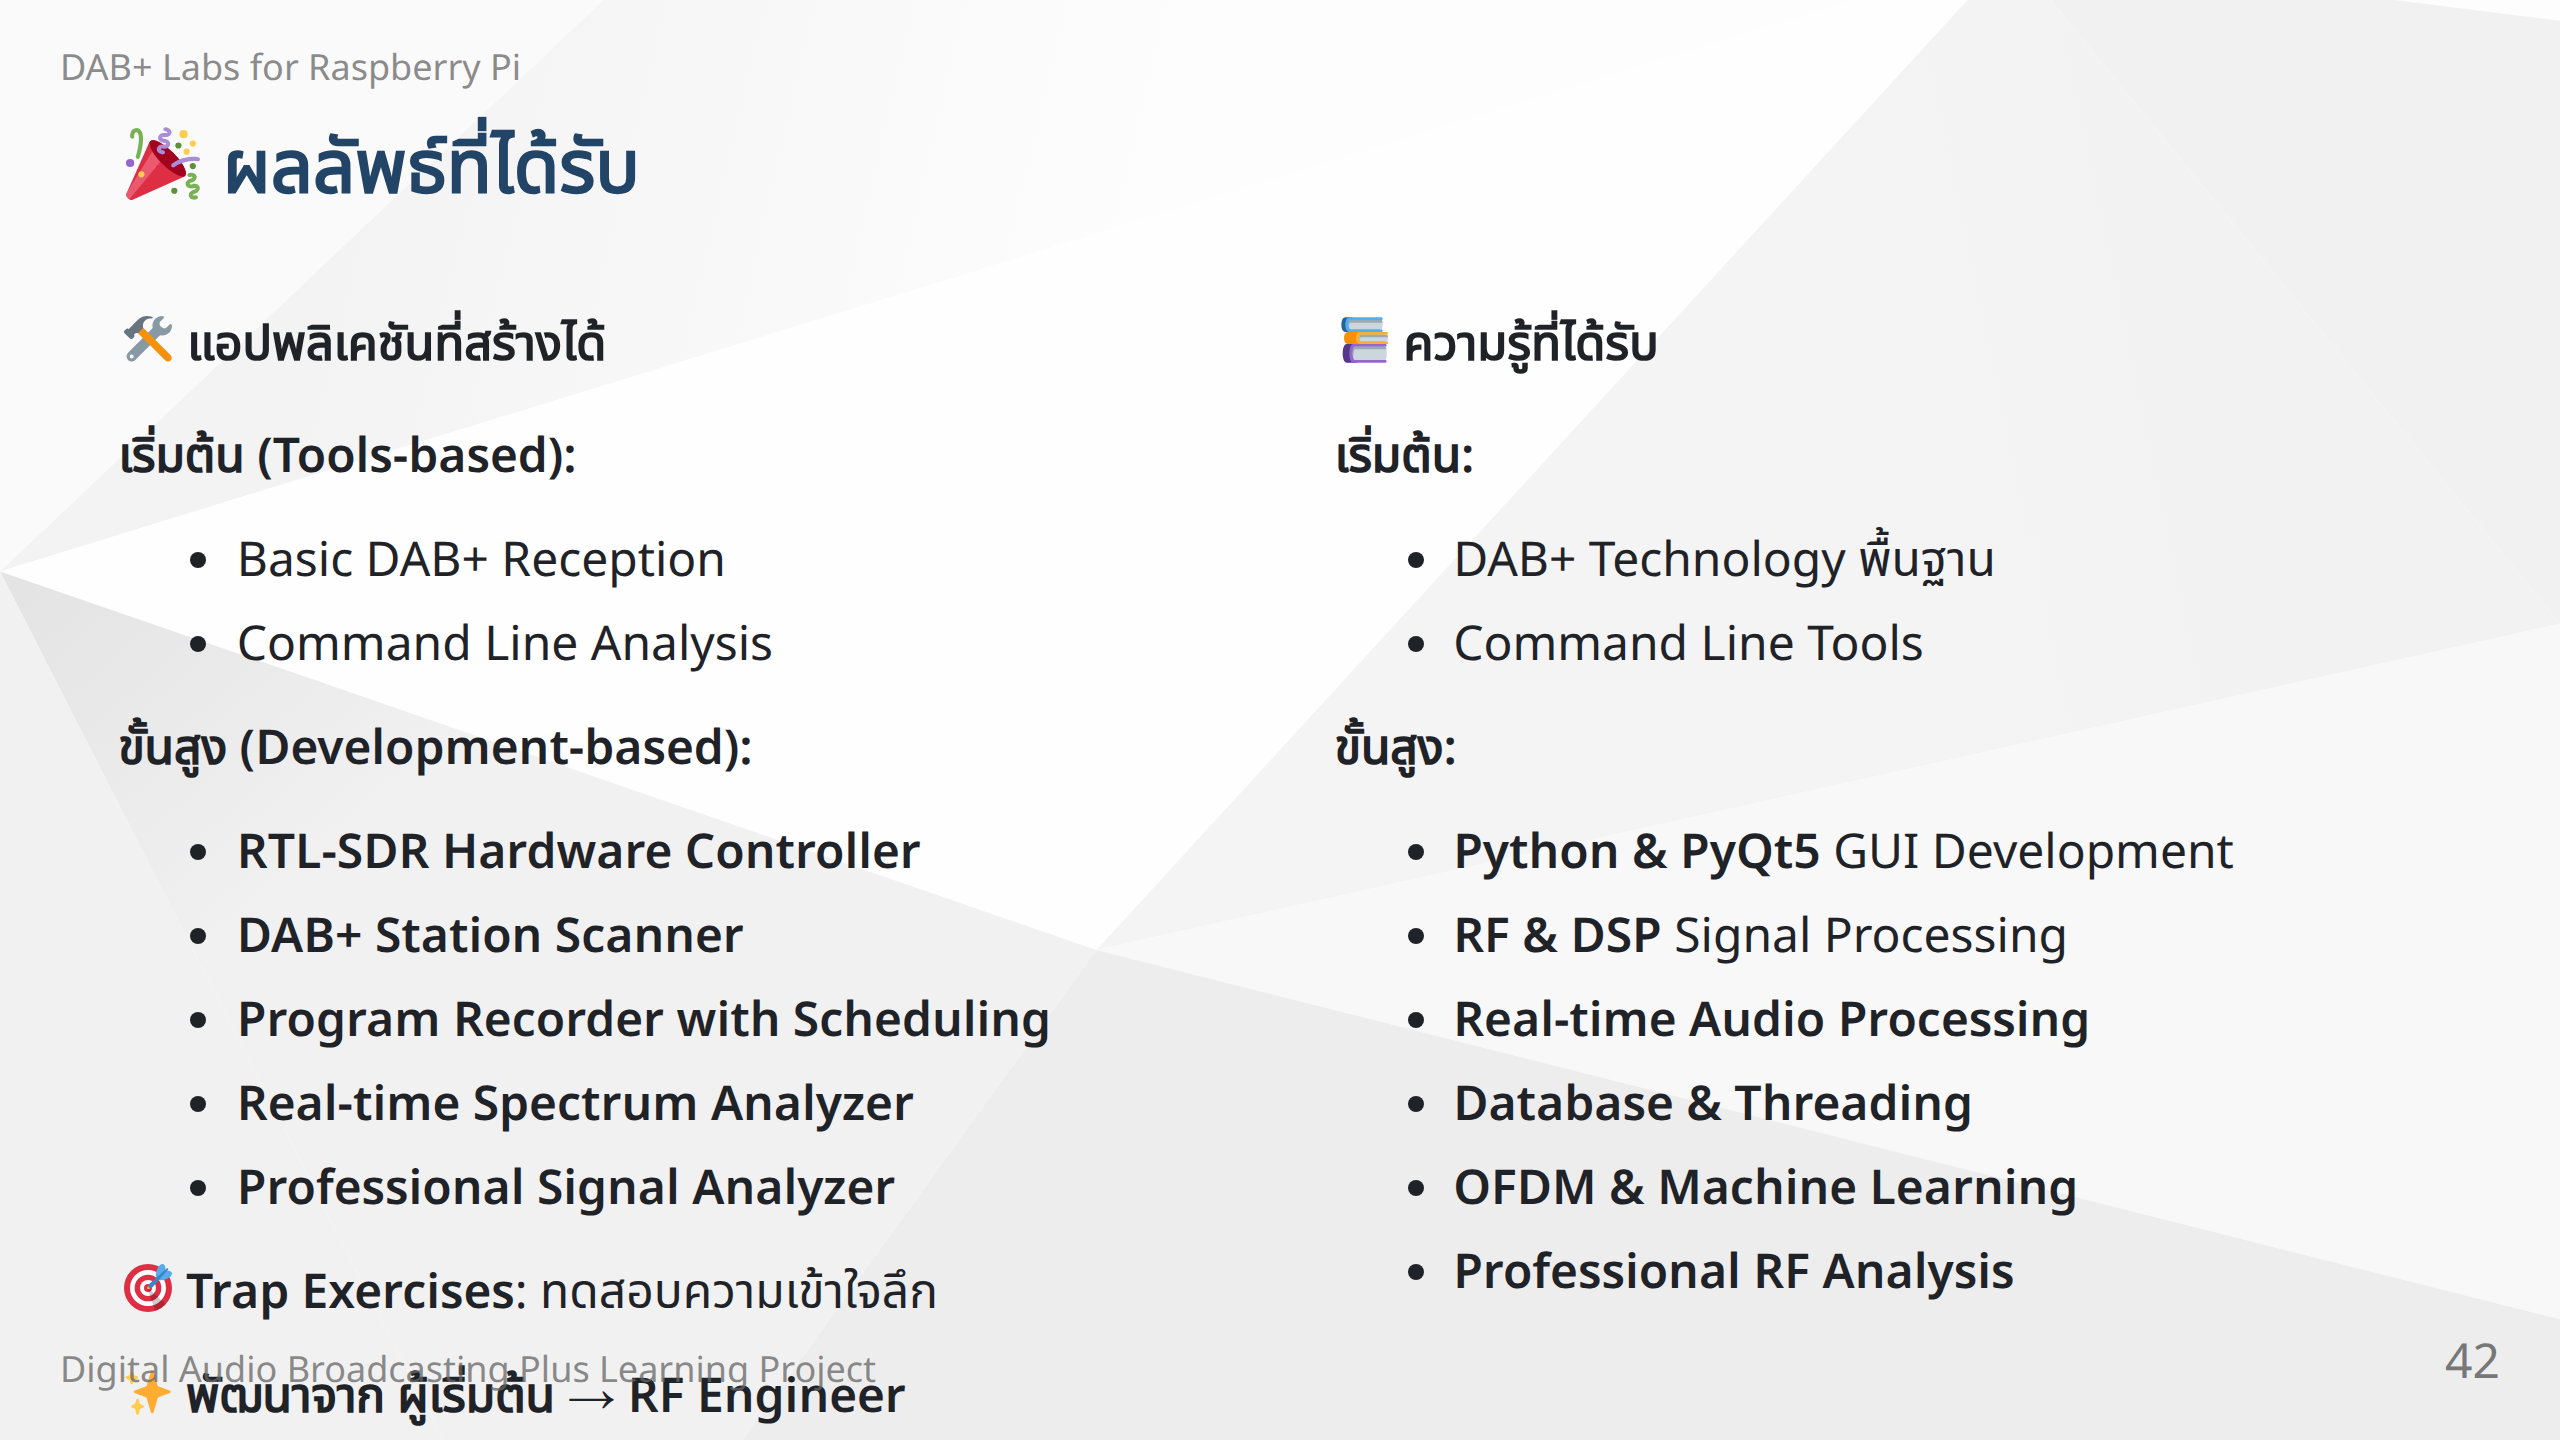 DAB+ Labs for Raspberry Pi
🎉 ผลลัพธ์ที่ได้รับ
🛠️ แอปพลิเคชันที่สร้างได้
เริ่มต้น (Tools-based):
• Basic DAB+ Reception
• Command Line Analysis
ขั้นสูง (Development-based):
• RTL-SDR Hardware Controller
• DAB+ Station Scanner
• Program Recorder with Scheduling
• Real-time Spectrum Analyzer
• Professional Signal Analyzer
🎯 Trap Exercises: ทดสอบความเข้าใจลึก
✨ พัฒนาจาก ผู้เริ่มต้น → RF Engineer
📚 ความรู้ที่ได้รับ
เริ่มต้น:
• DAB+ Technology พื้นฐาน
• Command Line Tools
ขั้นสูง:
• Python & PyQt5 GUI Development
• RF & DSP Signal Processing
• Real-time Audio Processing
• Database & Threading
• OFDM & Machine Learning
• Professional RF Analysis
Digital Audio Broadcasting Plus Learning Project
42